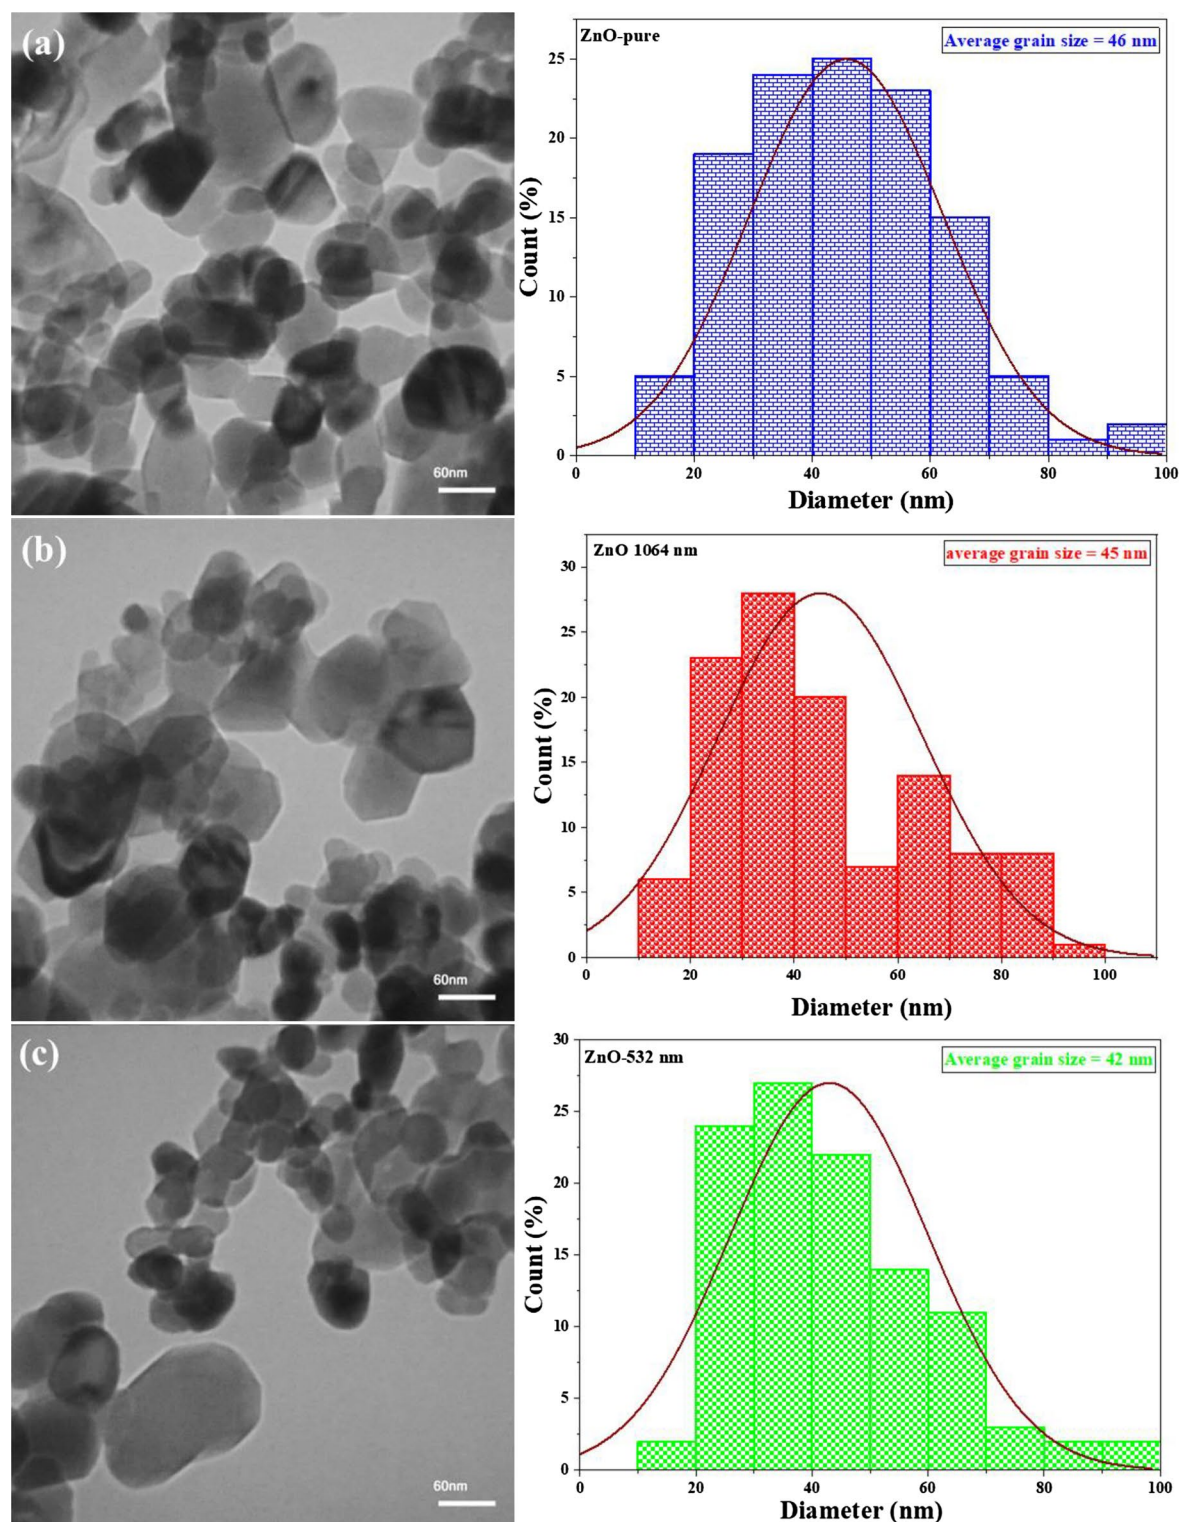 (a)
60nm
ZnO-pure
Average grain size = 46 nm
Count (%)
25
20
15
10
5
0
0 20 40 60 80 100
Diameter (nm)
(b)
60nm
ZnO 1064 nm
average grain size = 45 nm
Count (%)
30
25
20
15
10
5
0
0 20 40 60 80 100
Diameter (nm)
(c)
60nm
ZnO-532 nm
Average grain size = 42 nm
Count (%)
30
25
20
15
10
5
0
0 20 40 60 80 100
Diameter (nm)